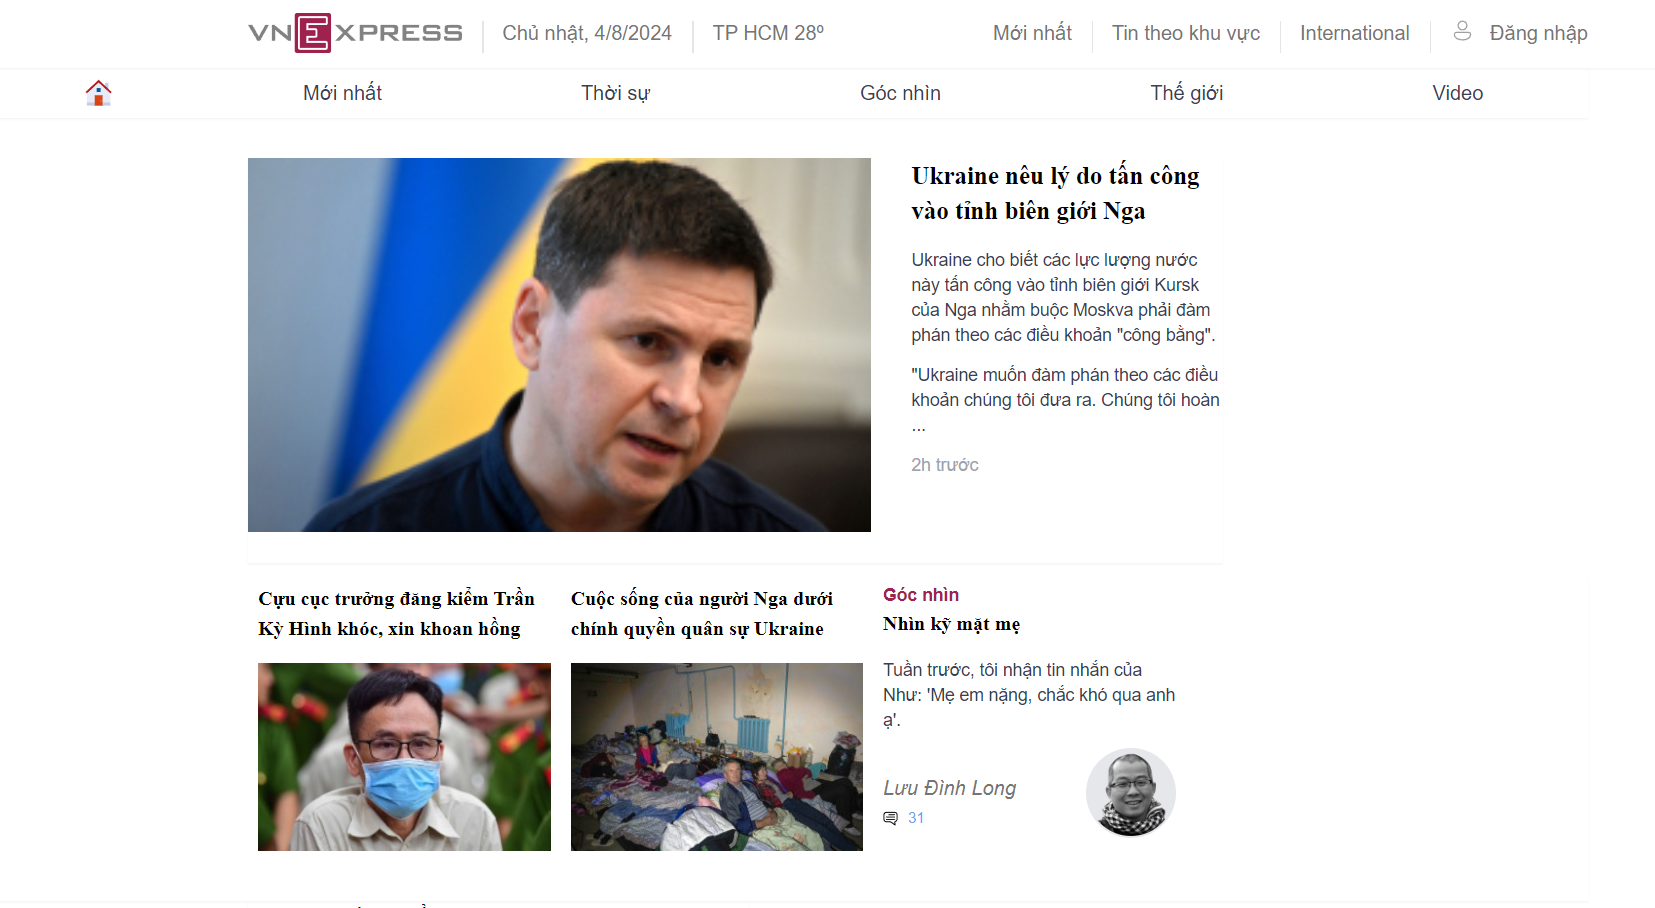 VNEXPRESS
Chủ nhật, 4/8/2024
TP HCM 28º
Mới nhất
Tin theo khu vực
International
Đăng nhập
Mới nhất
Thời sự
Góc nhìn
Thế giới
Video
Ukraine nêu lý do tấn công
vào tỉnh biên giới Nga
Ukraine cho biết các lực lượng nước
này tấn công vào tỉnh biên giới Kursk
của Nga nhằm buộc Moskva phải đàm
phán theo các điều khoản "công bằng".
"Ukraine muốn đàm phán theo các điều
khoản chúng tôi đưa ra. Chúng tôi hoàn
...
2h trước
Cựu cục trưởng đăng kiểm Trần
Kỳ Hình khóc, xin khoan hồng
Cuộc sống của người Nga dưới
chính quyền quân sự Ukraine
Góc nhìn
Nhìn kỹ mặt mẹ
Tuần trước, tôi nhận tin nhắn của
Như: 'Mẹ em nặng, chắc khó qua anh
ạ'.
Lưu Đình Long
31